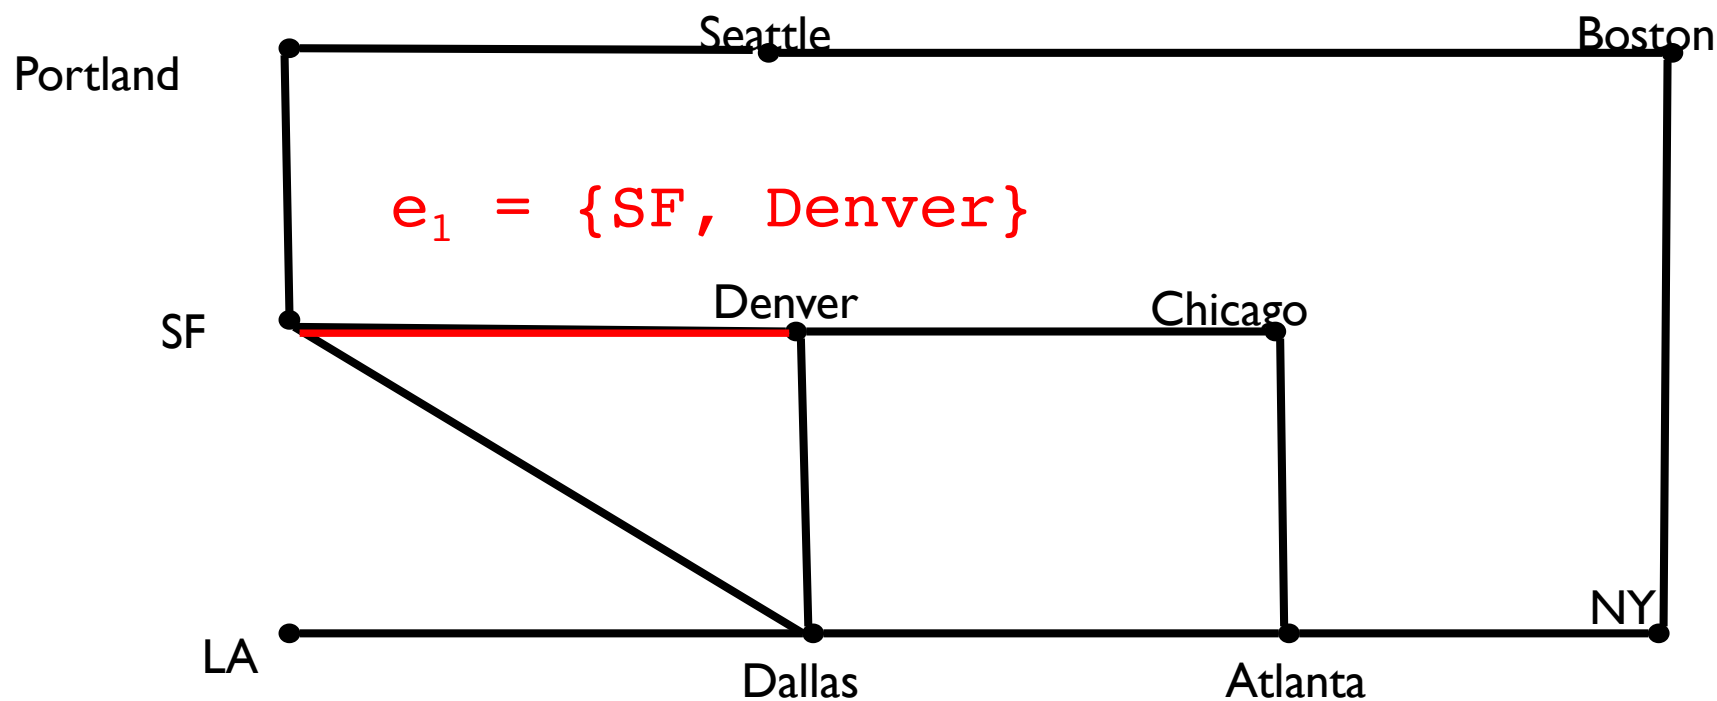 Seattle
Boston
Portland
e₁ = {SF, Denver}
Denver
Chicago
SF
NY
LA
Dallas
Atlanta